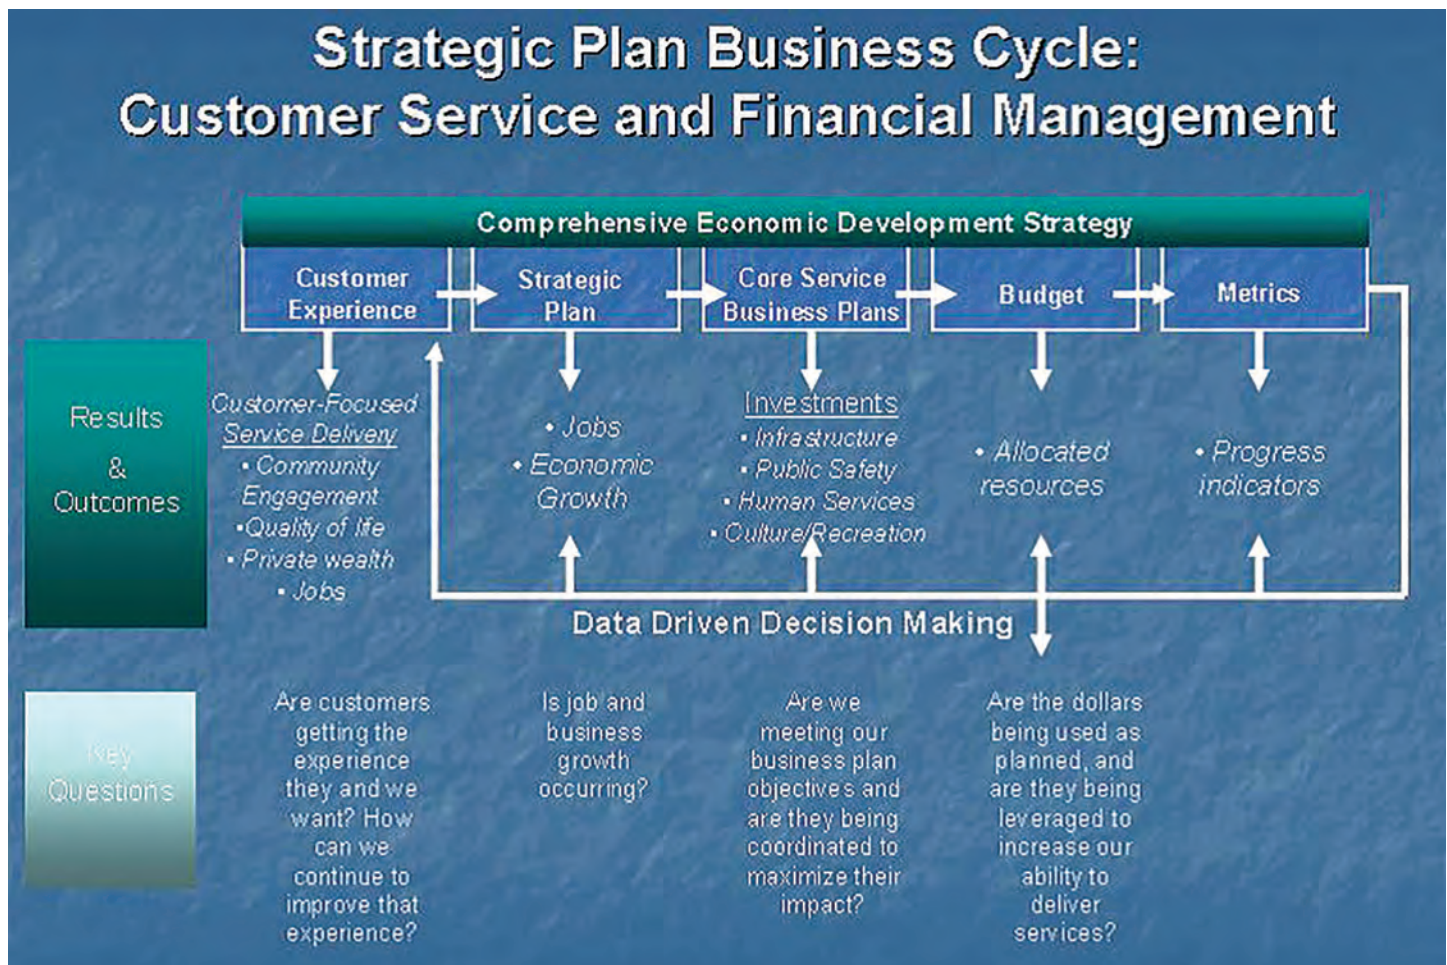 Strategic Plan Business Cycle:
Customer Service and Financial Management
Comprehensive Economic Development Strategy
Customer
Experience
Strategic
Plan
Core Service
Business Plans
Budget
Metrics
Results
&
Outcomes
Customer-Focused
Service Delivery
• Community
Engagement
•Quality of life
• Private wealth
• Jobs
• Jobs
• Economic
Growth
Investments
• Infrastructure
• Public Safety
• Human Services
• Culture/Recreation
• Allocated
resources
• Progress
indicators
Data Driven Decision Making
Key
Questions
Are customers
getting the
experience
they and we
want? How
can we
continue to
improve that
experience?
Is job and
business
growth
occurring?
Are we
meeting our
business plan
objectives and
are they being
coordinated to
maximize their
impact?
Are the dollars
being used as
planned, and
are they being
leveraged to
increase our
ability to
deliver
services?